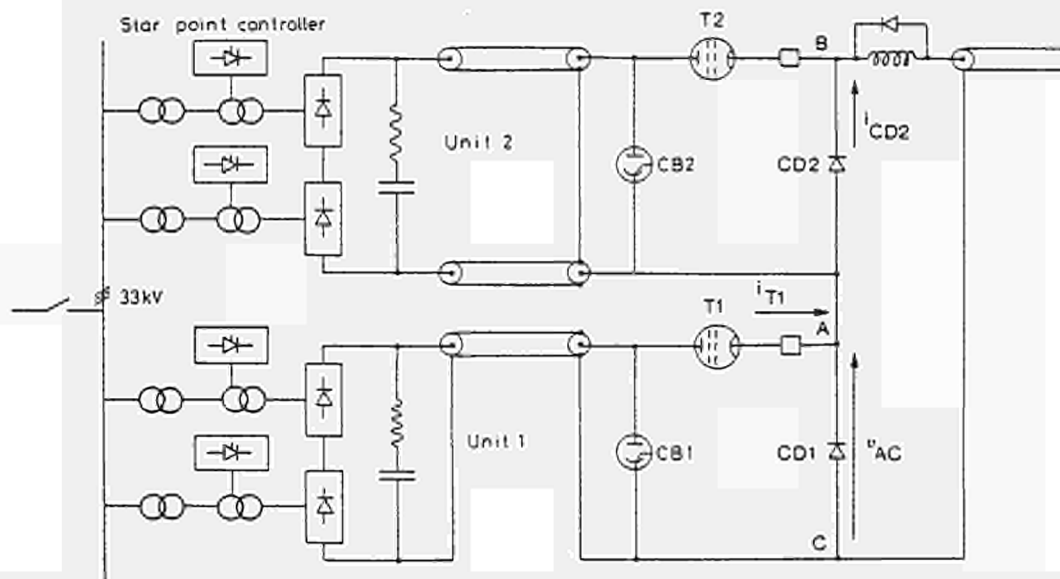 Star point controller
T2
B
i CD2
Unit 2
CB2
CD2
33kV
i T1
T1
A
Unit 1
CB1
CD1
v AC
C